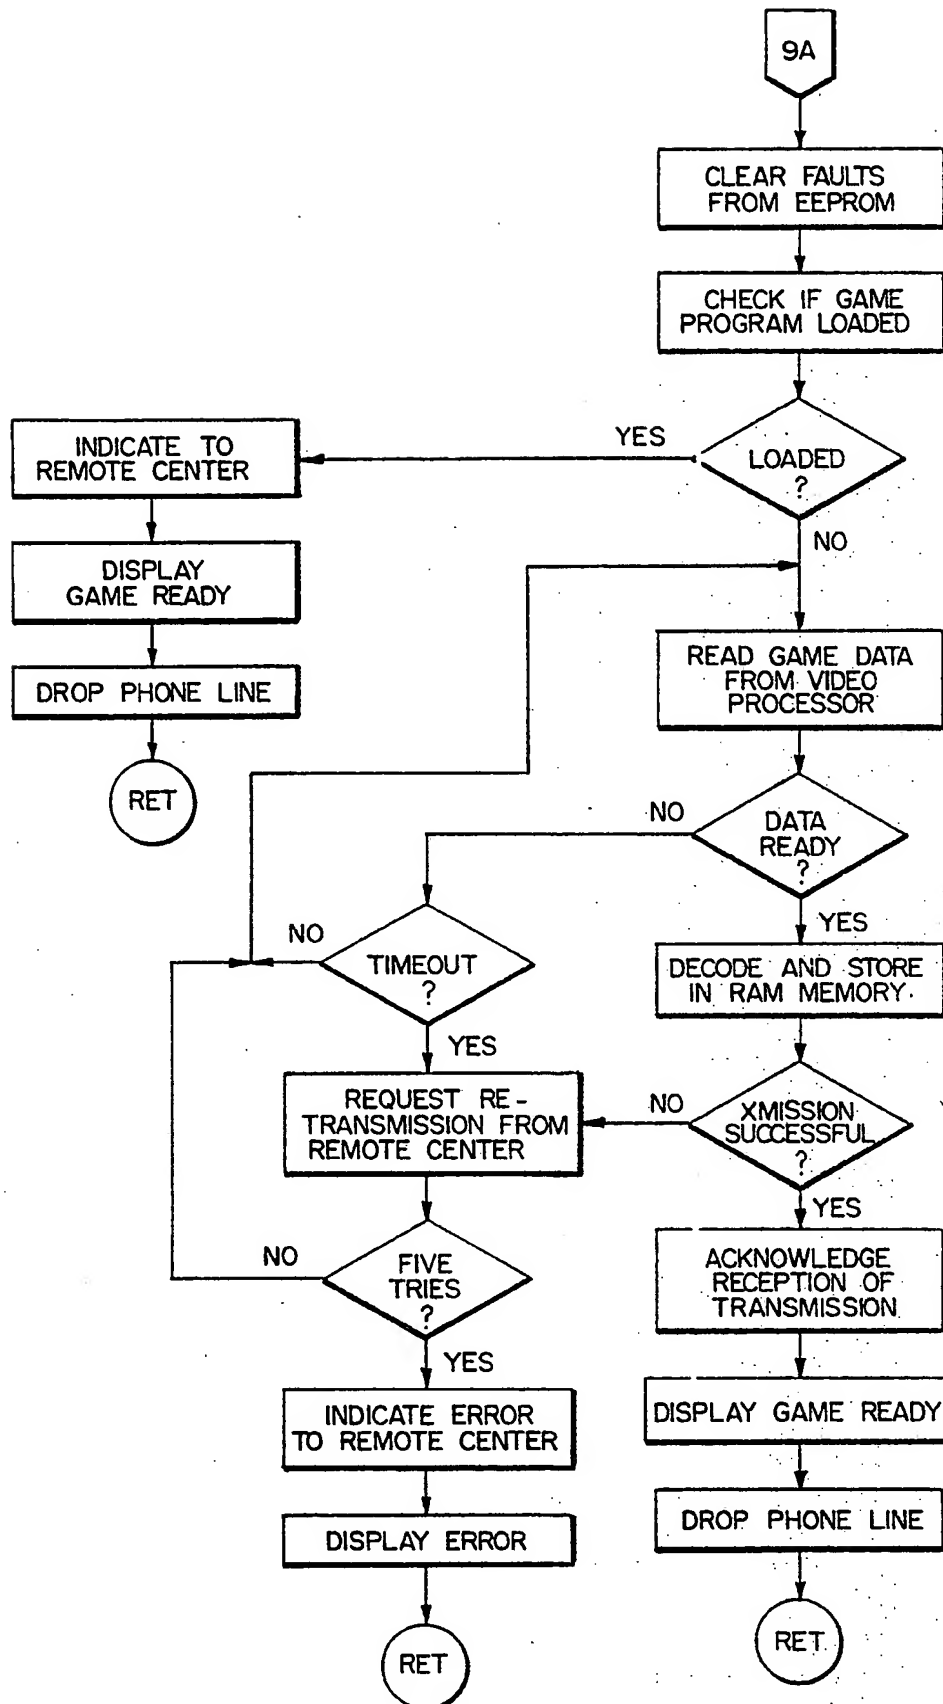 9A
CLEAR FAULTS
FROM EEPROM
CHECK IF GAME
PROGRAM LOADED
LOADED
?
YES
NO
INDICATE TO
REMOTE CENTER
DISPLAY
GAME READY
DROP PHONE LINE
RET
READ GAME DATA
FROM VIDEO
PROCESSOR
DATA
READY
?
NO
YES
TIMEOUT
?
NO
YES
DECODE AND STORE
IN RAM MEMORY.
XMISSION
SUCCESSFUL
?
NO
YES
REQUEST RE-
TRANSMISSION FROM
REMOTE CENTER
FIVE
TRIES
?
NO
YES
INDICATE ERROR
TO REMOTE CENTER
DISPLAY ERROR
RET
ACKNOWLEDGE
RECEPTION OF
TRANSMISSION
DISPLAY GAME READY
DROP PHONE LINE
RET